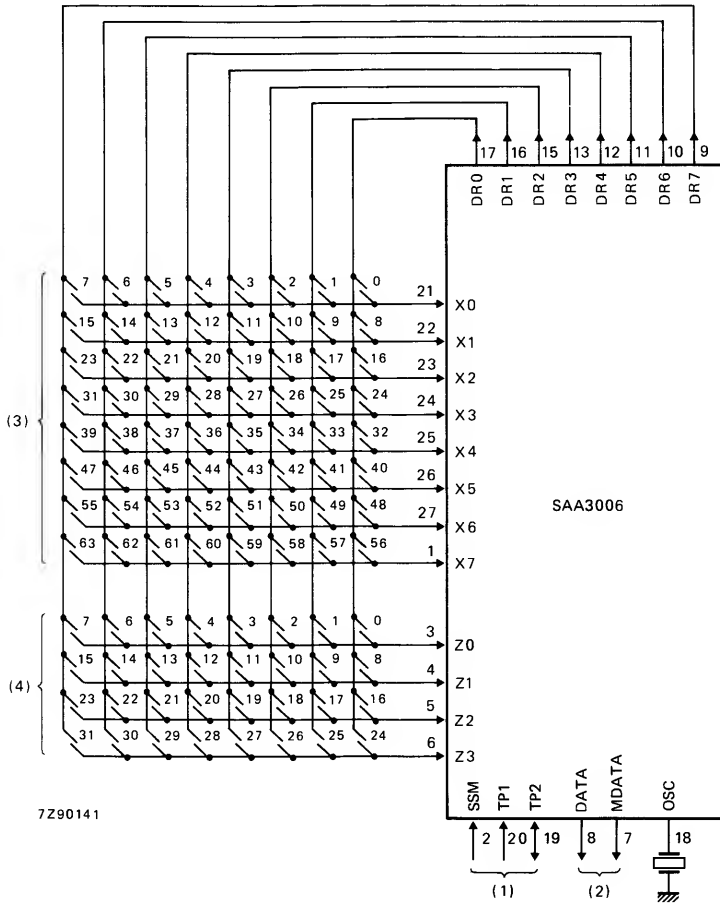 17 16 15 13 12 11 10 9
DR0 DR1 DR2 DR3 DR4 DR5 DR6 DR7
7 6 5 4 3 2 1 0 21 X0
15 14 13 12 11 10 9 8 22 X1
23 22 21 20 19 18 17 16 23 X2
31 30 29 28 27 26 25 24 24 X3
(3)
39 38 37 36 35 34 33 32 25 X4
47 46 45 44 43 42 41 40 26 X5
SAA3006
55 54 53 52 51 50 49 48 27 X6
63 62 61 60 59 58 57 56 1 X7
7 6 5 4 3 2 1 0 3 Z0
15 14 13 12 11 10 9 8 4 Z1
(4)
23 22 21 20 19 18 17 16 5 Z2
31 30 29 28 27 26 25 24 6 Z3
7Z90141
SSM TP1 TP2 DATA MDATA OSC
2 20 19 8 7 18
(1) (2)